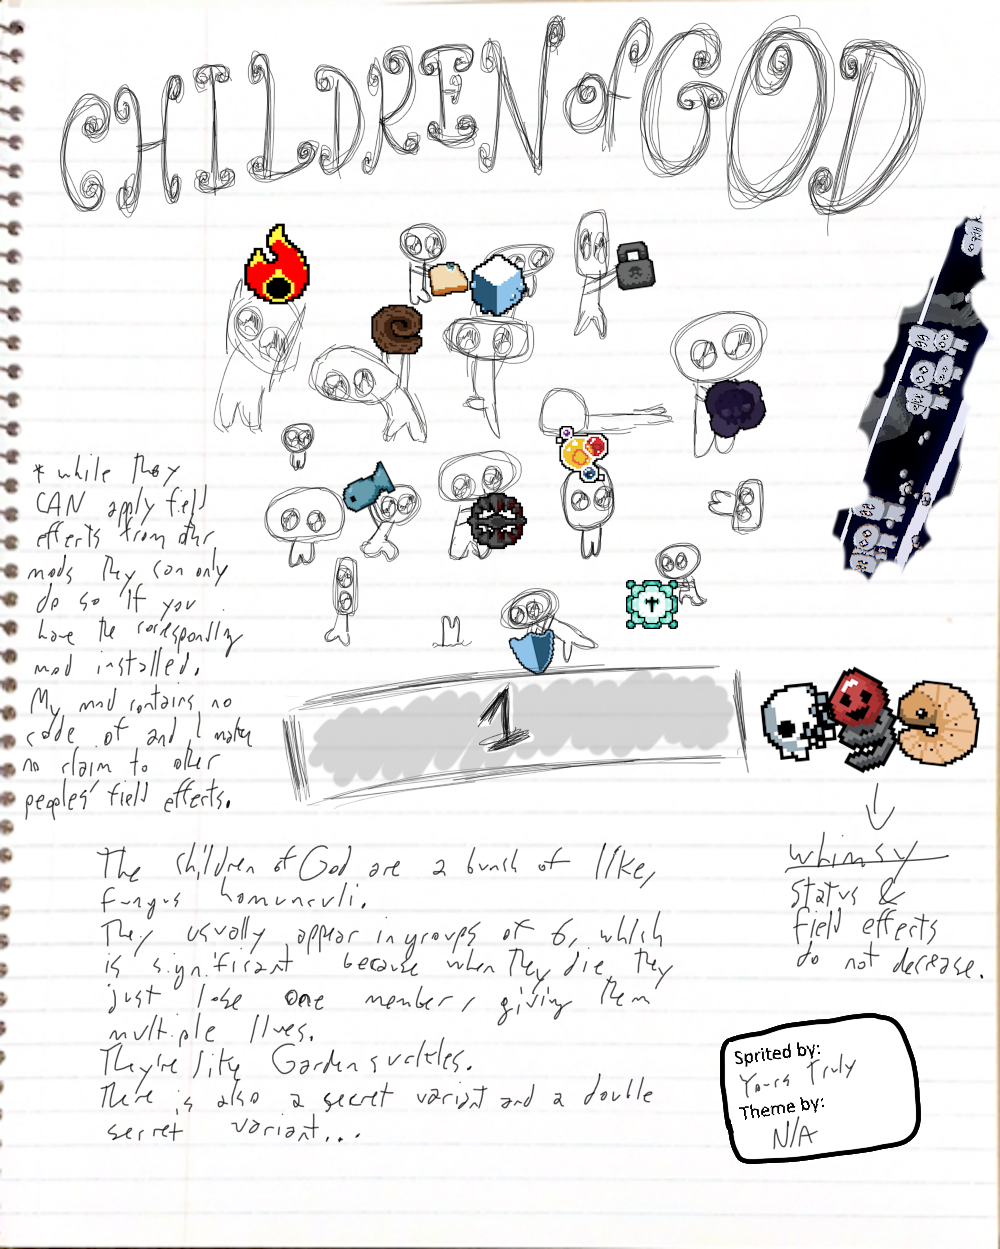 CHILDREN of GOD
* while they
CAN apply field
effects from other
mods they can only
do so if you
have the corresponding
mod installed.
My mod contains no
code of and I make
no claim to other
peoples' field effects.
1
whimsy
status &
field effects
do not decrease.
The children of God are a bunch of like,
fungus homunculi.
They usually appear in groups of 6, which
is significant because when they die they
just lose one member, giving them
multiple lives.
They're like Gardensuckles.
There is also a secret variant and a double
secret variant...
Sprited by:
Yours Truly
Theme by:
N/A